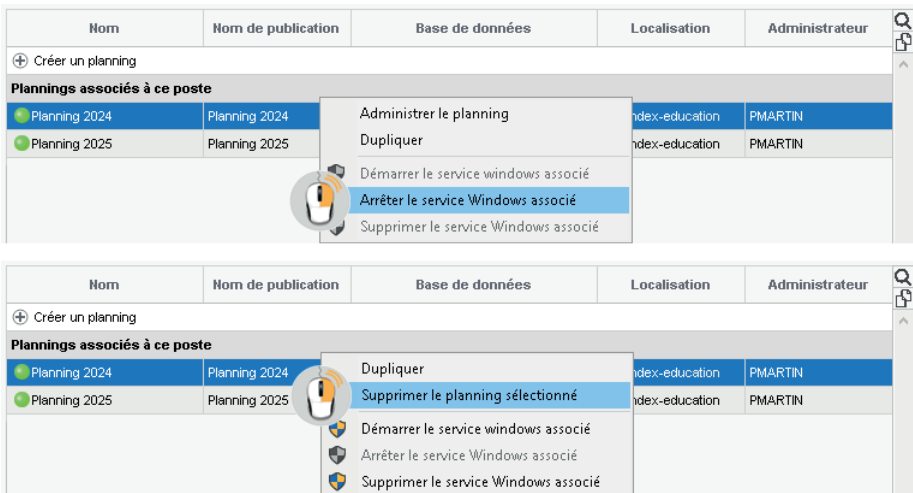 Nom Nom de publication Base de données Localisation Administrateur
Créer un planning
Plannings associés à ce poste
Planning 2024 Planning 2024 ndex-education PMARTIN
Planning 2025 Planning 2025 ndex-education PMARTIN
Administrer le planning
Dupliquer
Démarrer le service windows associé
Arrêter le service Windows associé
Supprimer le service Windows associé
Nom Nom de publication Base de données Localisation Administrateur
Créer un planning
Plannings associés à ce poste
Planning 2024 Planning 2024 ndex-education PMARTIN
Planning 2025 Planning 2025 ndex-education PMARTIN
Dupliquer
Supprimer le planning sélectionné
Démarrer le service windows associé
Arrêter le service Windows associé
Supprimer le service Windows associé